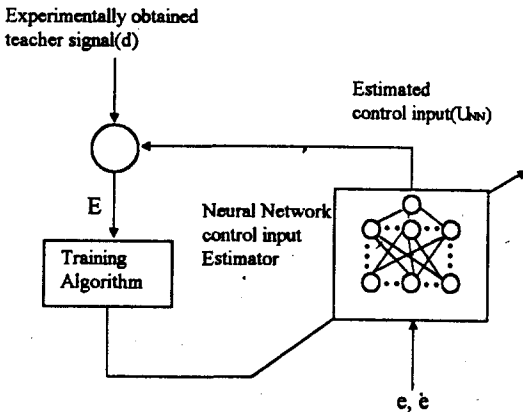 Experimentally obtained
teacher signal(d)
Estimated
control input(UNN)
E
Neural Network
control input
Estimator
Training
Algorithm
e, ė